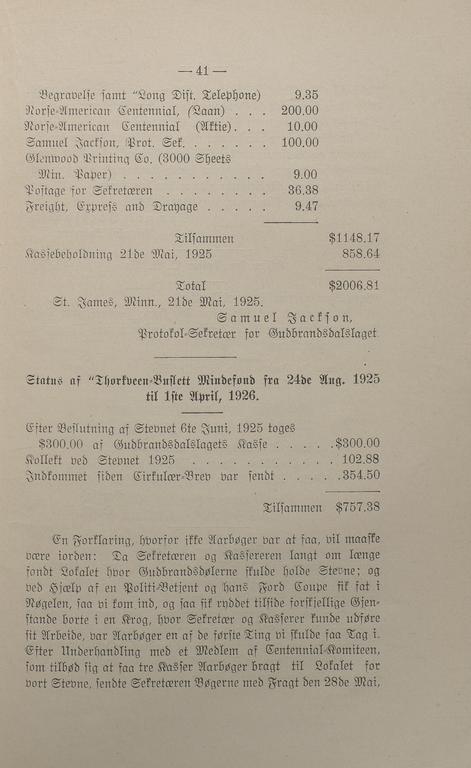 — 41 —
Begravelse samt "Long Dist. Telephone) 9.35
Norse-American Centennial, (Laan) . . . 200.00
Norse-American Centennial (Aktie). . . 10.00
Samuel Jackson, Prot. Sek. . . . . . . 100.00
Glenwood Printing Co. (3000 Sheets
Min. Paper) . . . . . . . . . . . 9.00
Postage for Sekretæren . . . . . . . . 36.38
Freight, Express and Drayage . . . . . 9.47
Tilsammen $1148.17
Kassebeholdning 21de Mai, 1925 858.64
Total $2006.81
St. James, Minn., 21de Mai, 1925.
Samuel Jackson,
Protokol-Sekretær for Gudbrandsdalslaget.
Status af "Thorkveen-Buslett Mindefond fra 24de Aug. 1925
til 1ste April, 1926.
Efter Beslutning af Stevnet 6te Juni, 1925 toges
$300.00 af Gudbrandsdalslagets Kasse . . . . .$300.00
Kollekt ved Stevnet 1925 . . . . . . . . . . 102.88
Indkommet siden Cirkulær-Brev var sendt . . . . .354.50
Tilsammen $757.38
En Forklaring, hvorfor ikke Aarbøger var at faa, vil maaske
være iorden: Da Sekretæren og Kassereren langt om længe
fandt Lokalet hvor Gudbrandsdølerne skulde holde Stevne; og
ved Hjælp af en Politi-Betjent og hans Ford Coupe fik fat i
Nøgelen, saa vi kom ind, og saa fik ryddet tilside forskjellige Gjen-
stande borte i en Krog, hvor Sekretær og Kasserer kunde udføre
sit Arbeide, var Aarbøger en af de første Ting vi skulde faa Tag i.
Efter Underhandling med et Medlem af Centennial-Komiteen,
som tilbød sig at faa tre Kasser Aarbøger bragt til Lokalet for
vort Stevne, sendte Sekretæren Bøgerne med Fragt den 28de Mai,